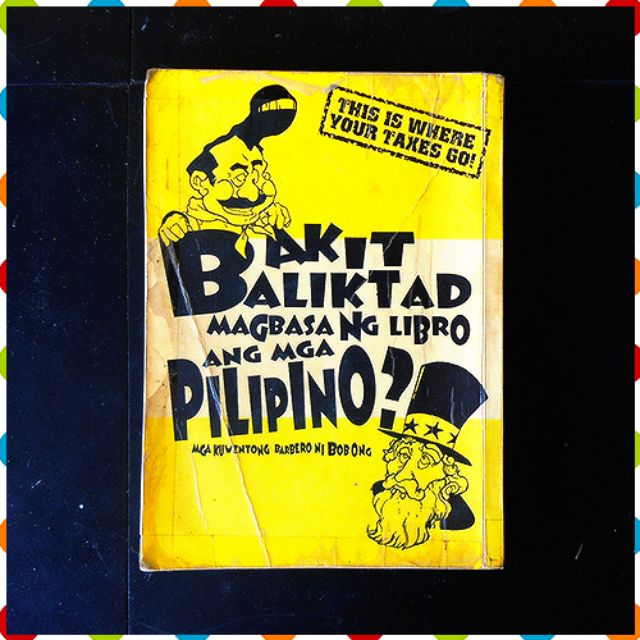 THIS IS WHERE
YOUR TAXES GO!
BAKIT
BALIKTAD
MAGBASA NG LIBRO
ANG MGA
PILIPINO?
MGA KUWENTONG BARBERO NI BOB ONG